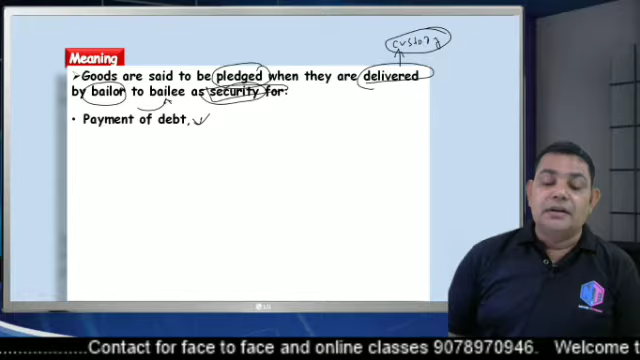 custody
Meaning
➢Goods are said to be pledged when they are delivered
by bailor to bailee as security for:
• Payment of debt,
LG
Contact for face to face and online classes 9078970946. Welcome t